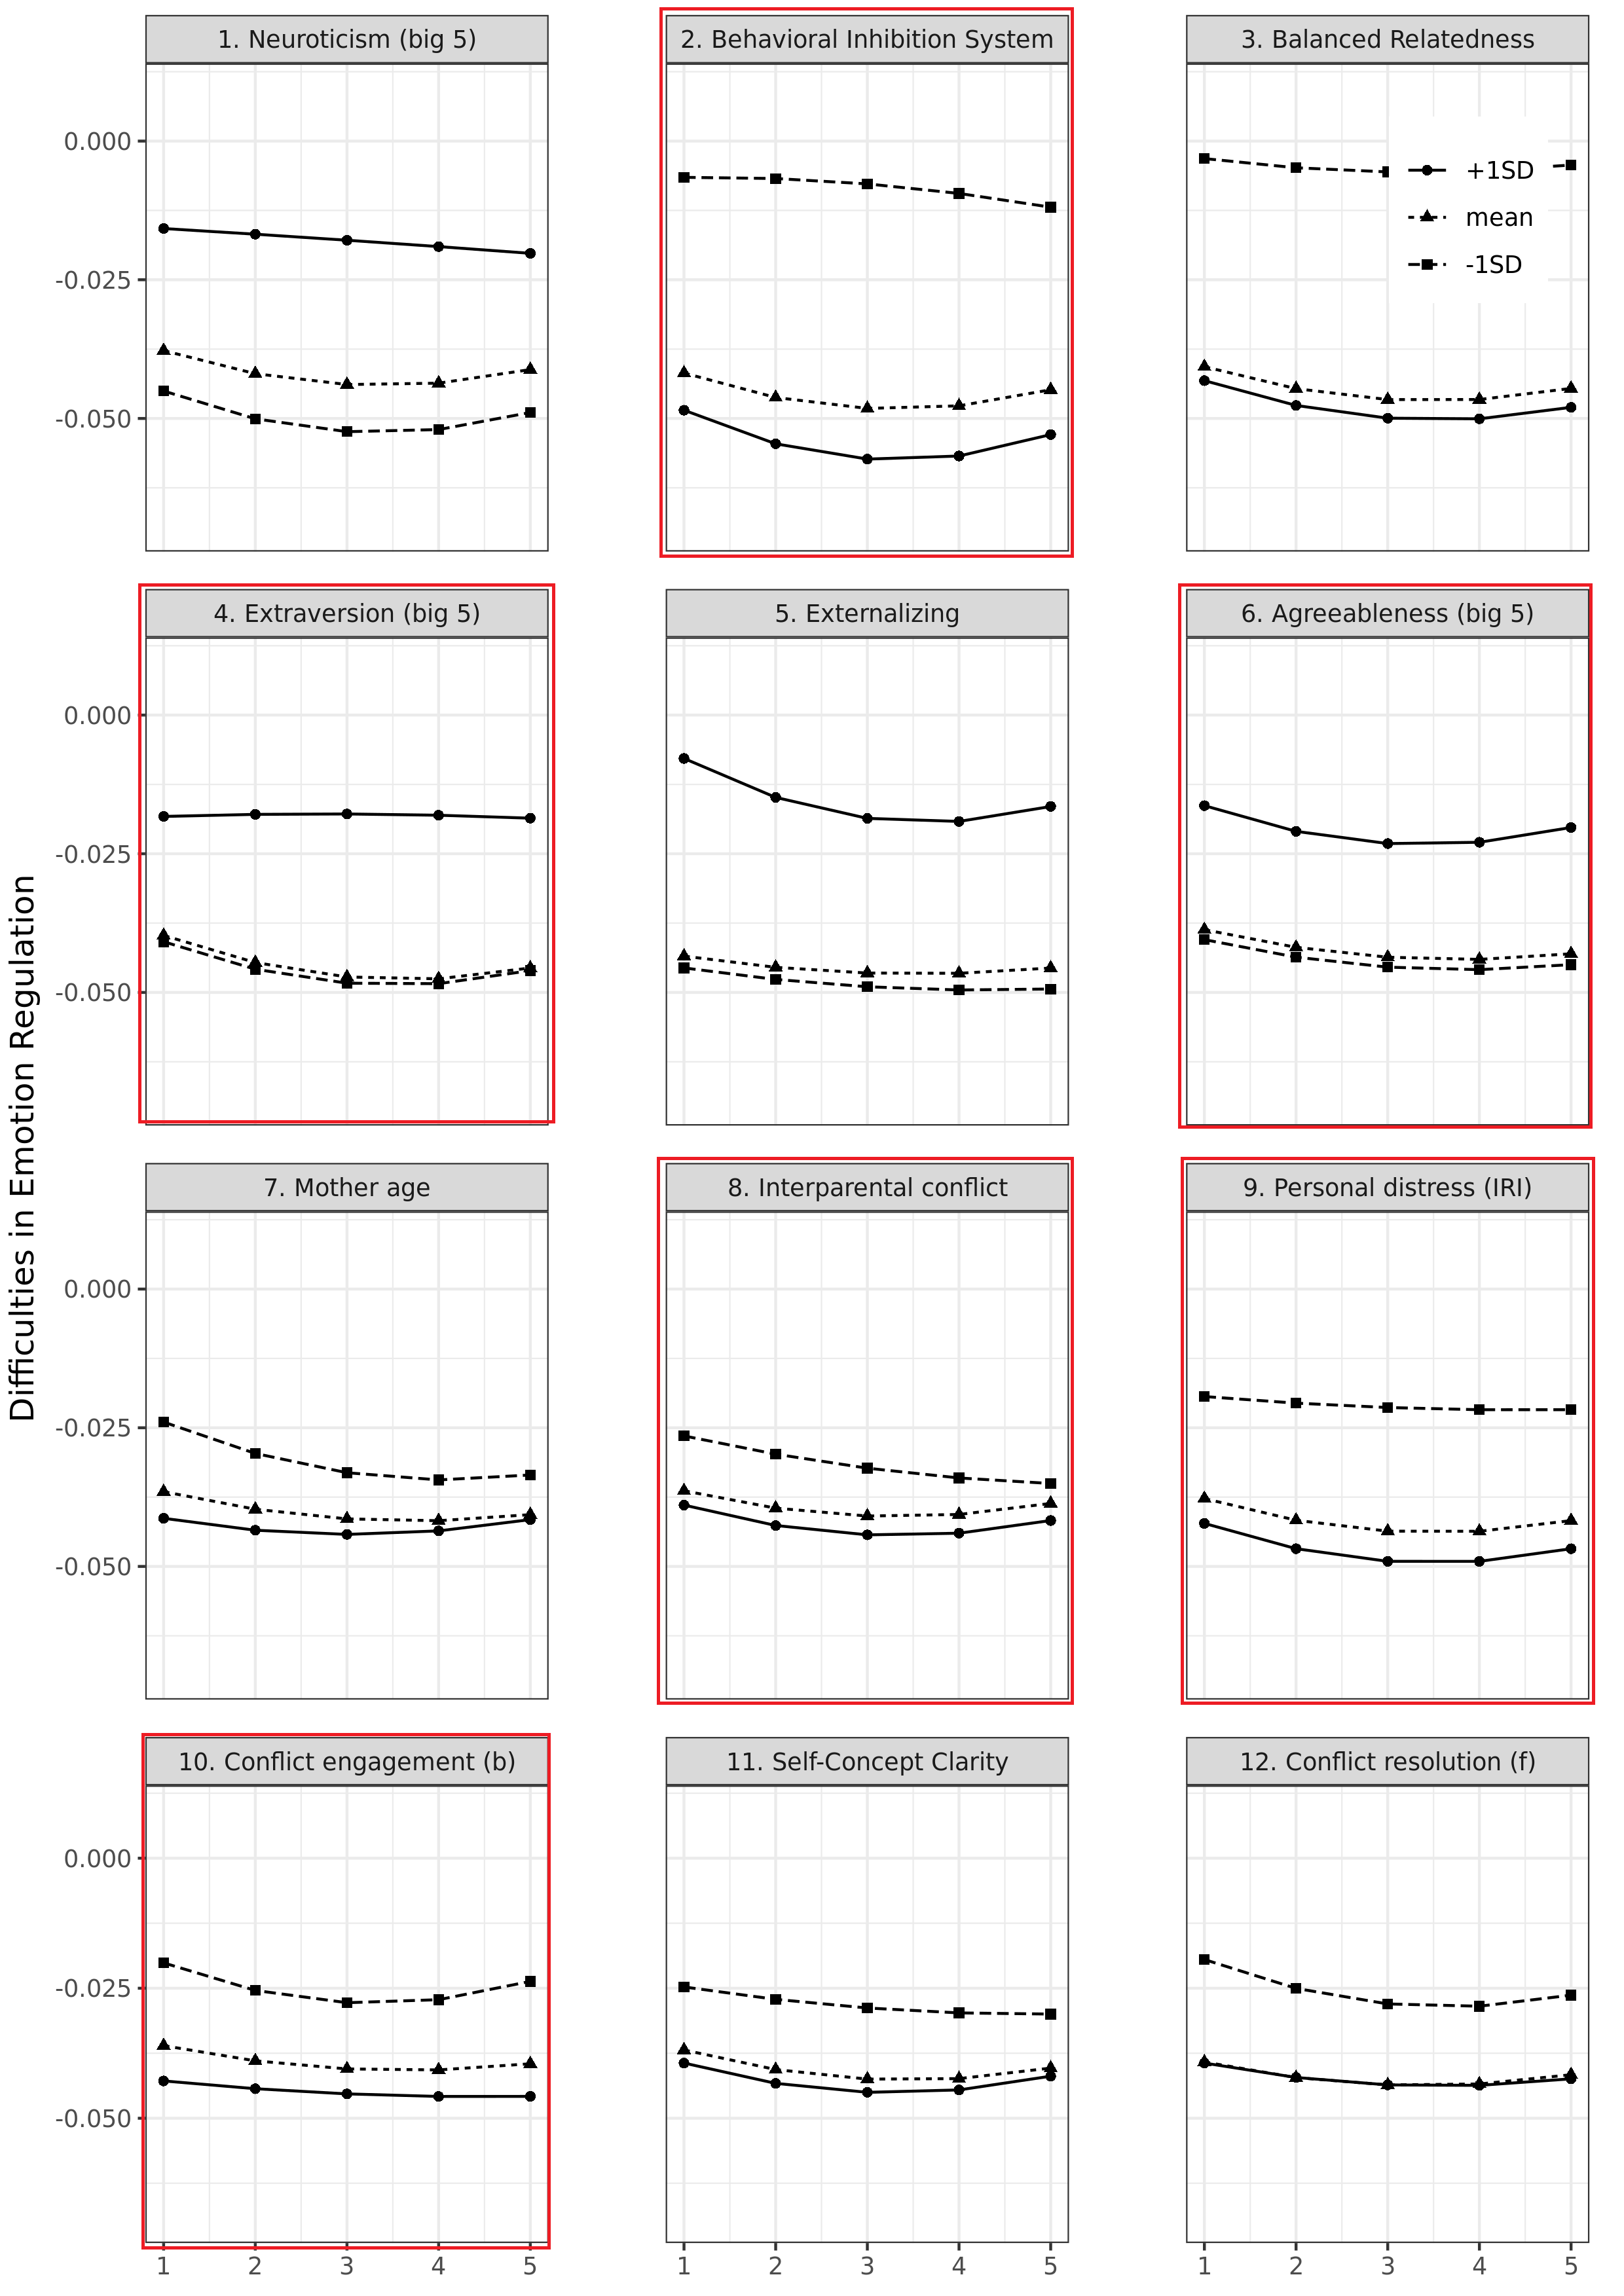 1. Neuroticism (big 5)
2. Behavioral Inhibition System
3. Balanced Relatedness
0.000
-0.025
-0.050
+1SD
mean
-1SD
4. Extraversion (big 5)
5. Externalizing
6. Agreeableness (big 5)
0.000
-0.025
-0.050
Difficulties in Emotion Regulation
7. Mother age
8. Interparental conflict
9. Personal distress (IRI)
0.000
-0.025
-0.050
10. Conflict engagement (b)
11. Self-Concept Clarity
12. Conflict resolution (f)
0.000
-0.025
-0.050
1 2 3 4 5
1 2 3 4 5
1 2 3 4 5